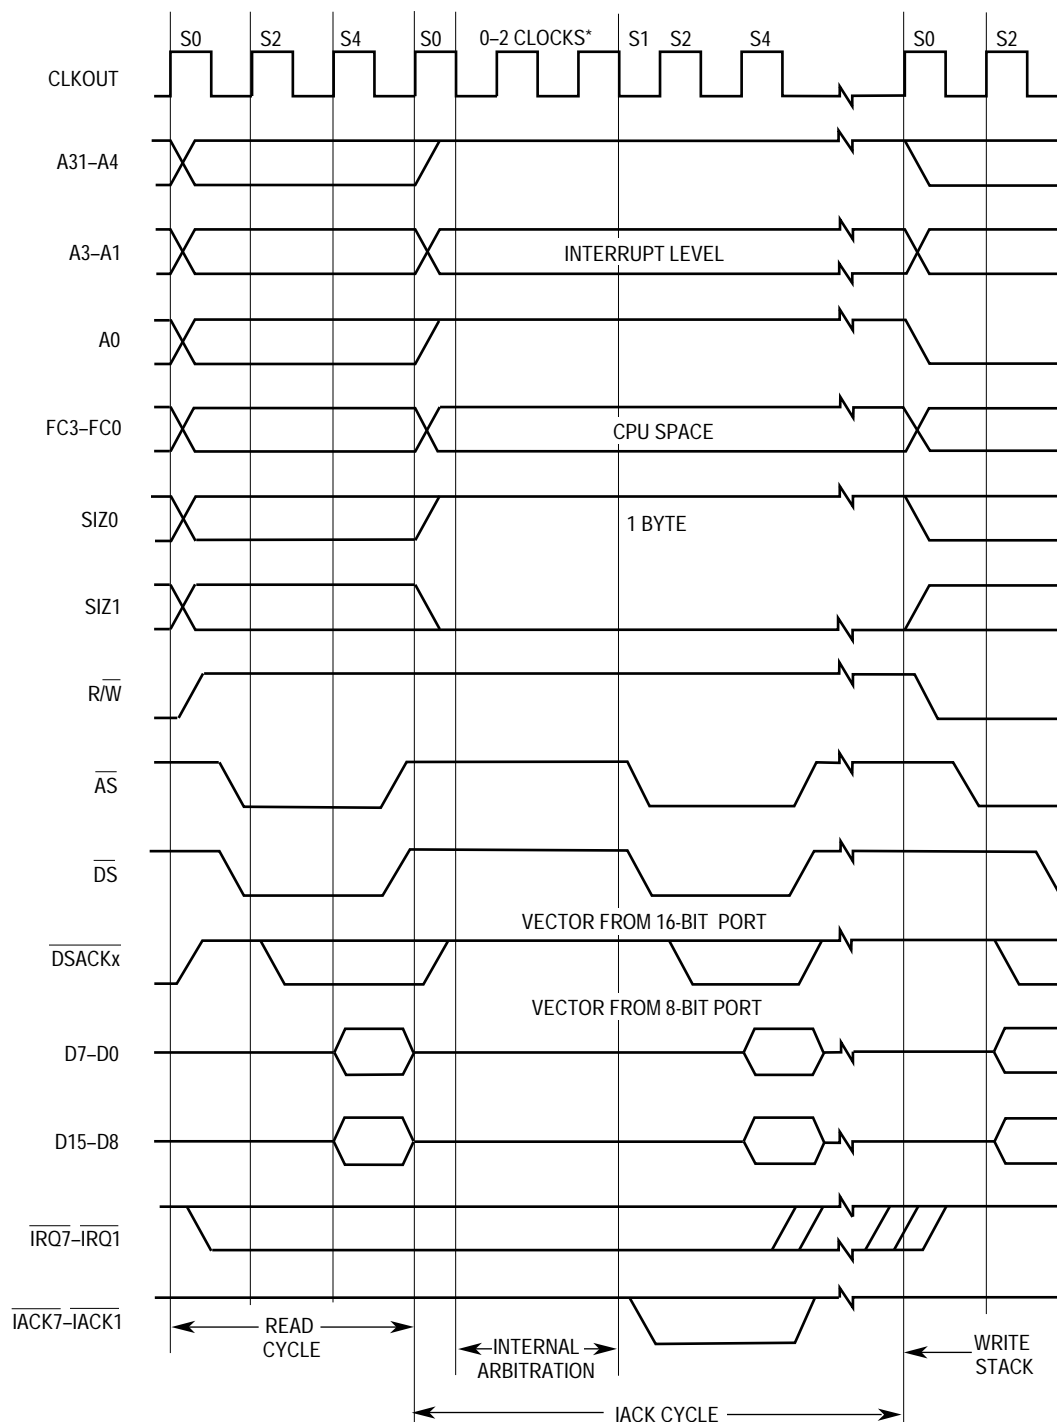 S0 S2 S4 S0 0–2 CLOCKS* S1 S2 S4 S0 S2
CLKOUT
A31–A4
A3–A1 INTERRUPT LEVEL
A0
FC3–FC0 CPU SPACE
SIZ0 1 BYTE
SIZ1
R/W
AS
DS
VECTOR FROM 16-BIT PORT
DSACKx
VECTOR FROM 8-BIT PORT
D7–D0
D15–D8
IRQ7–IRQ1
IACK7–IACK1
READ
CYCLE
INTERNAL
ARBITRATION
WRITE
STACK
IACK CYCLE